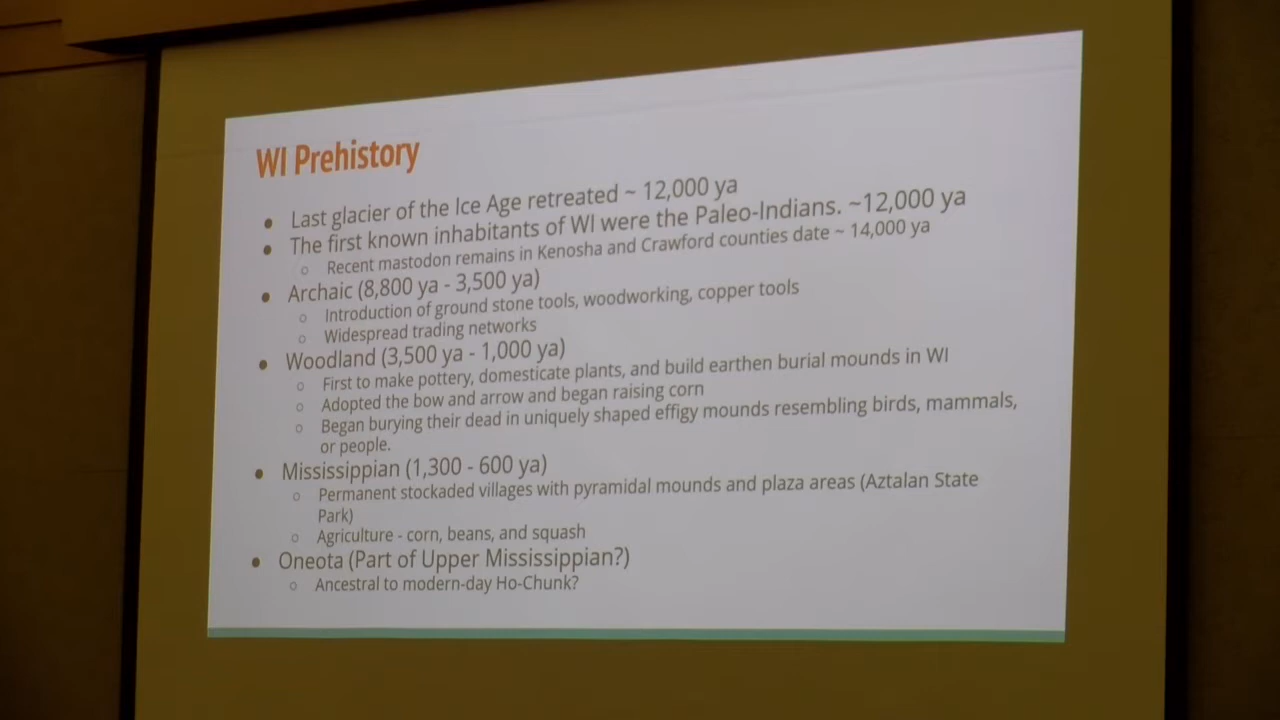 WI Prehistory
● Last glacier of the Ice Age retreated ~ 12,000 ya
● The first known inhabitants of WI were the Paleo-Indians. ~12,000 ya
○ Recent mastodon remains in Kenosha and Crawford counties date ~ 14,000 ya
● Archaic (8,800 ya - 3,500 ya)
○ Introduction of ground stone tools, woodworking, copper tools
○ Widespread trading networks
● Woodland (3,500 ya - 1,000 ya)
○ First to make pottery, domesticate plants, and build earthen burial mounds in WI
○ Adopted the bow and arrow and began raising corn
○ Began burying their dead in uniquely shaped effigy mounds resembling birds, mammals,
or people.
● Mississippian (1,300 - 600 ya)
○ Permanent stockaded villages with pyramidal mounds and plaza areas (Aztalan State
Park)
○ Agriculture - corn, beans, and squash
● Oneota (Part of Upper Mississippian?)
○ Ancestral to modern-day Ho-Chunk?